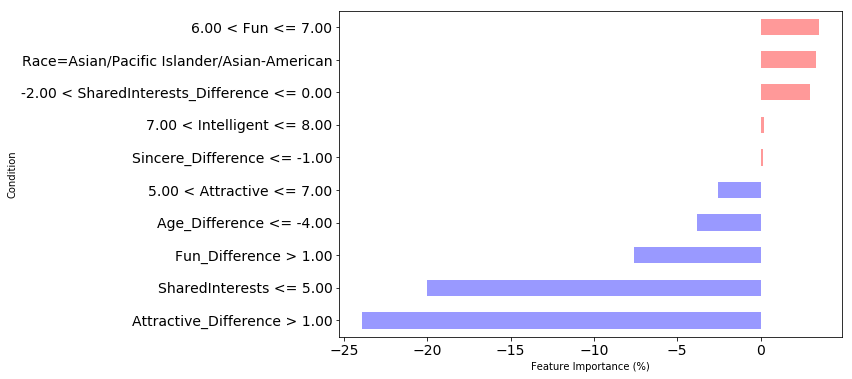 6.00 < Fun <= 7.00
Race=Asian/Pacific Islander/Asian-American
-2.00 < SharedInterests_Difference <= 0.00
7.00 < Intelligent <= 8.00
Sincere_Difference <= -1.00
5.00 < Attractive <= 7.00
Age_Difference <= -4.00
Fun_Difference > 1.00
SharedInterests <= 5.00
Attractive_Difference > 1.00
Condition
−25 −20 −15 −10 −5 0
Feature Importance (%)